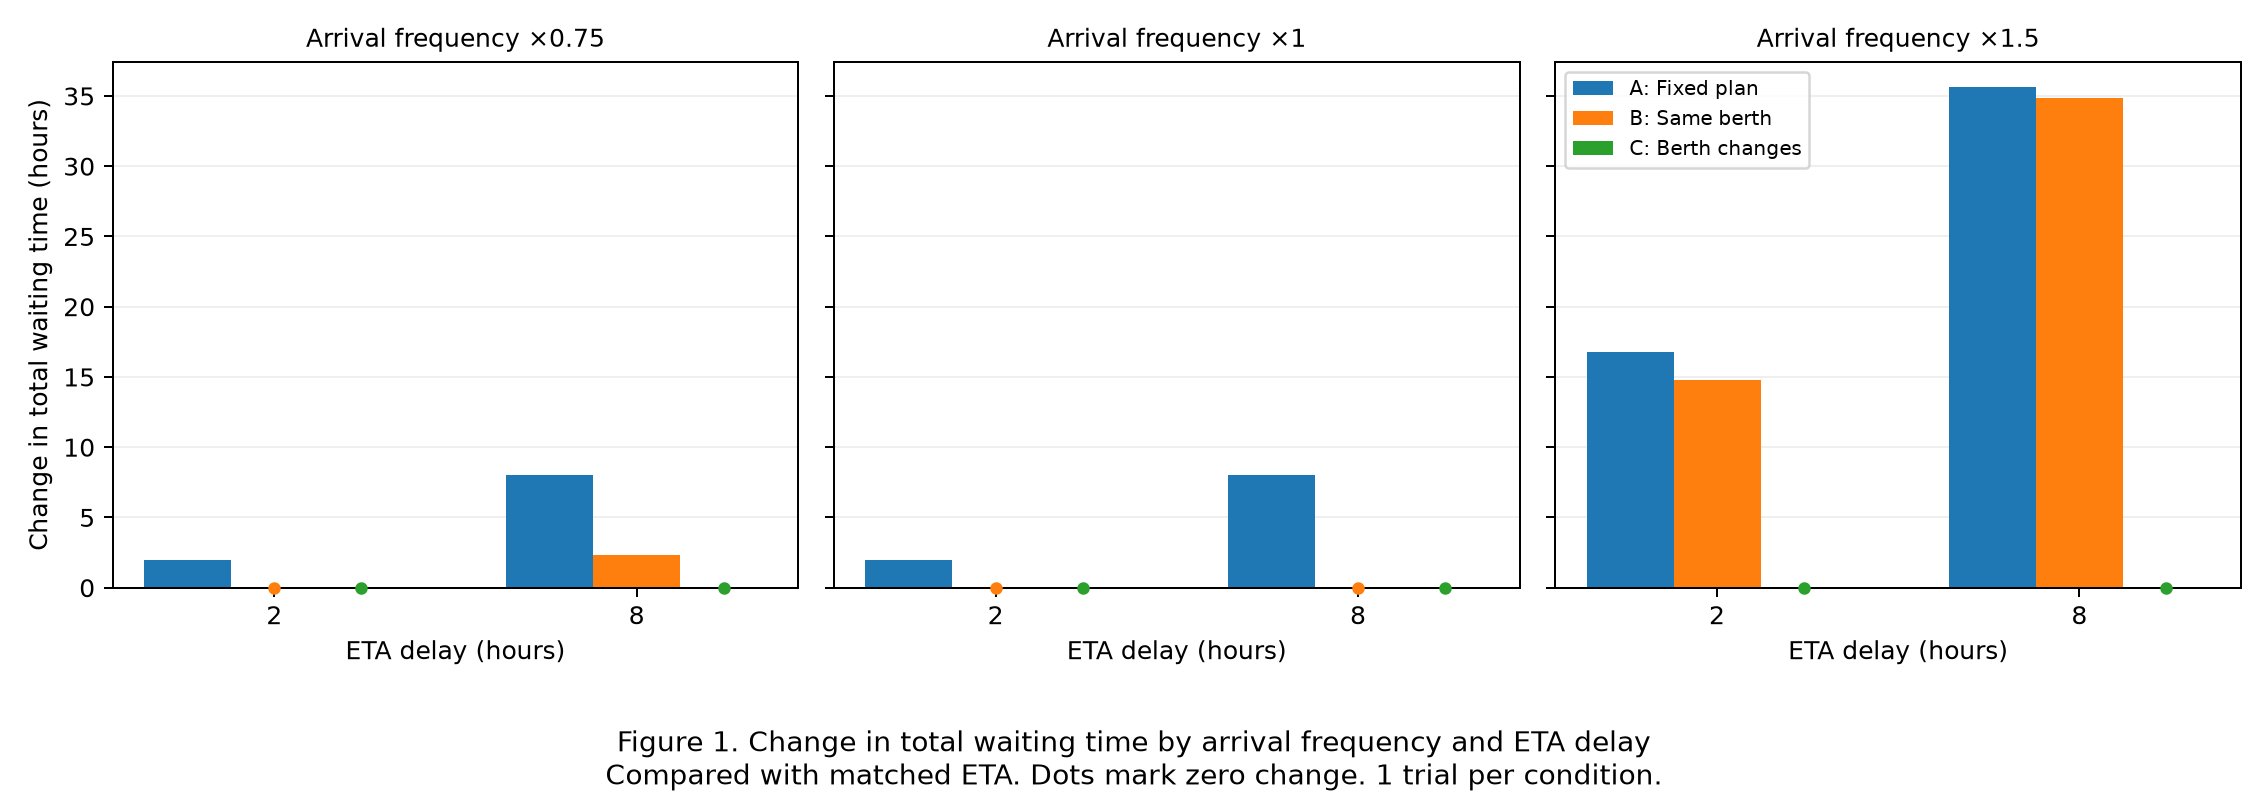 Arrival frequency ×0.75
Arrival frequency ×1
Arrival frequency ×1.5
Change in total waiting time (hours)
35
30
25
20
15
10
5
0
A: Fixed plan
B: Same berth
C: Berth changes
2
8
2
8
2
8
ETA delay (hours)
ETA delay (hours)
ETA delay (hours)
Figure 1. Change in total waiting time by arrival frequency and ETA delay
Compared with matched ETA. Dots mark zero change. 1 trial per condition.